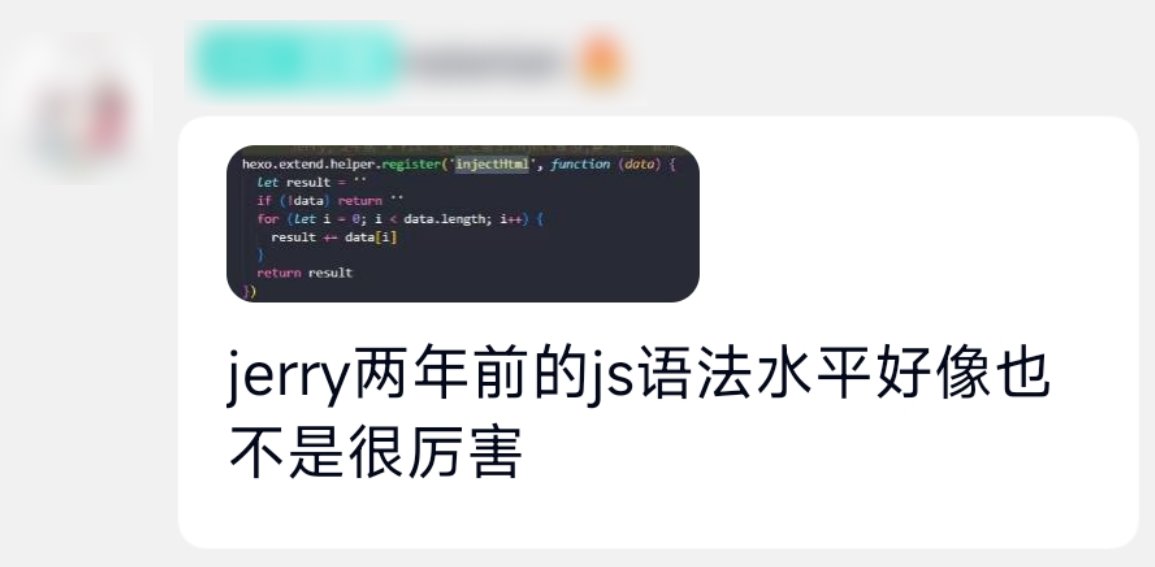 hexo.extend.helper.register('injectHtml', function (data) {
let result = ''
if (!data) return ''
for (let i = 0; i < data.length; i++) {
result += data[i]
}
return result
})
jerry两年前的js语法水平好像也
不是很厉害